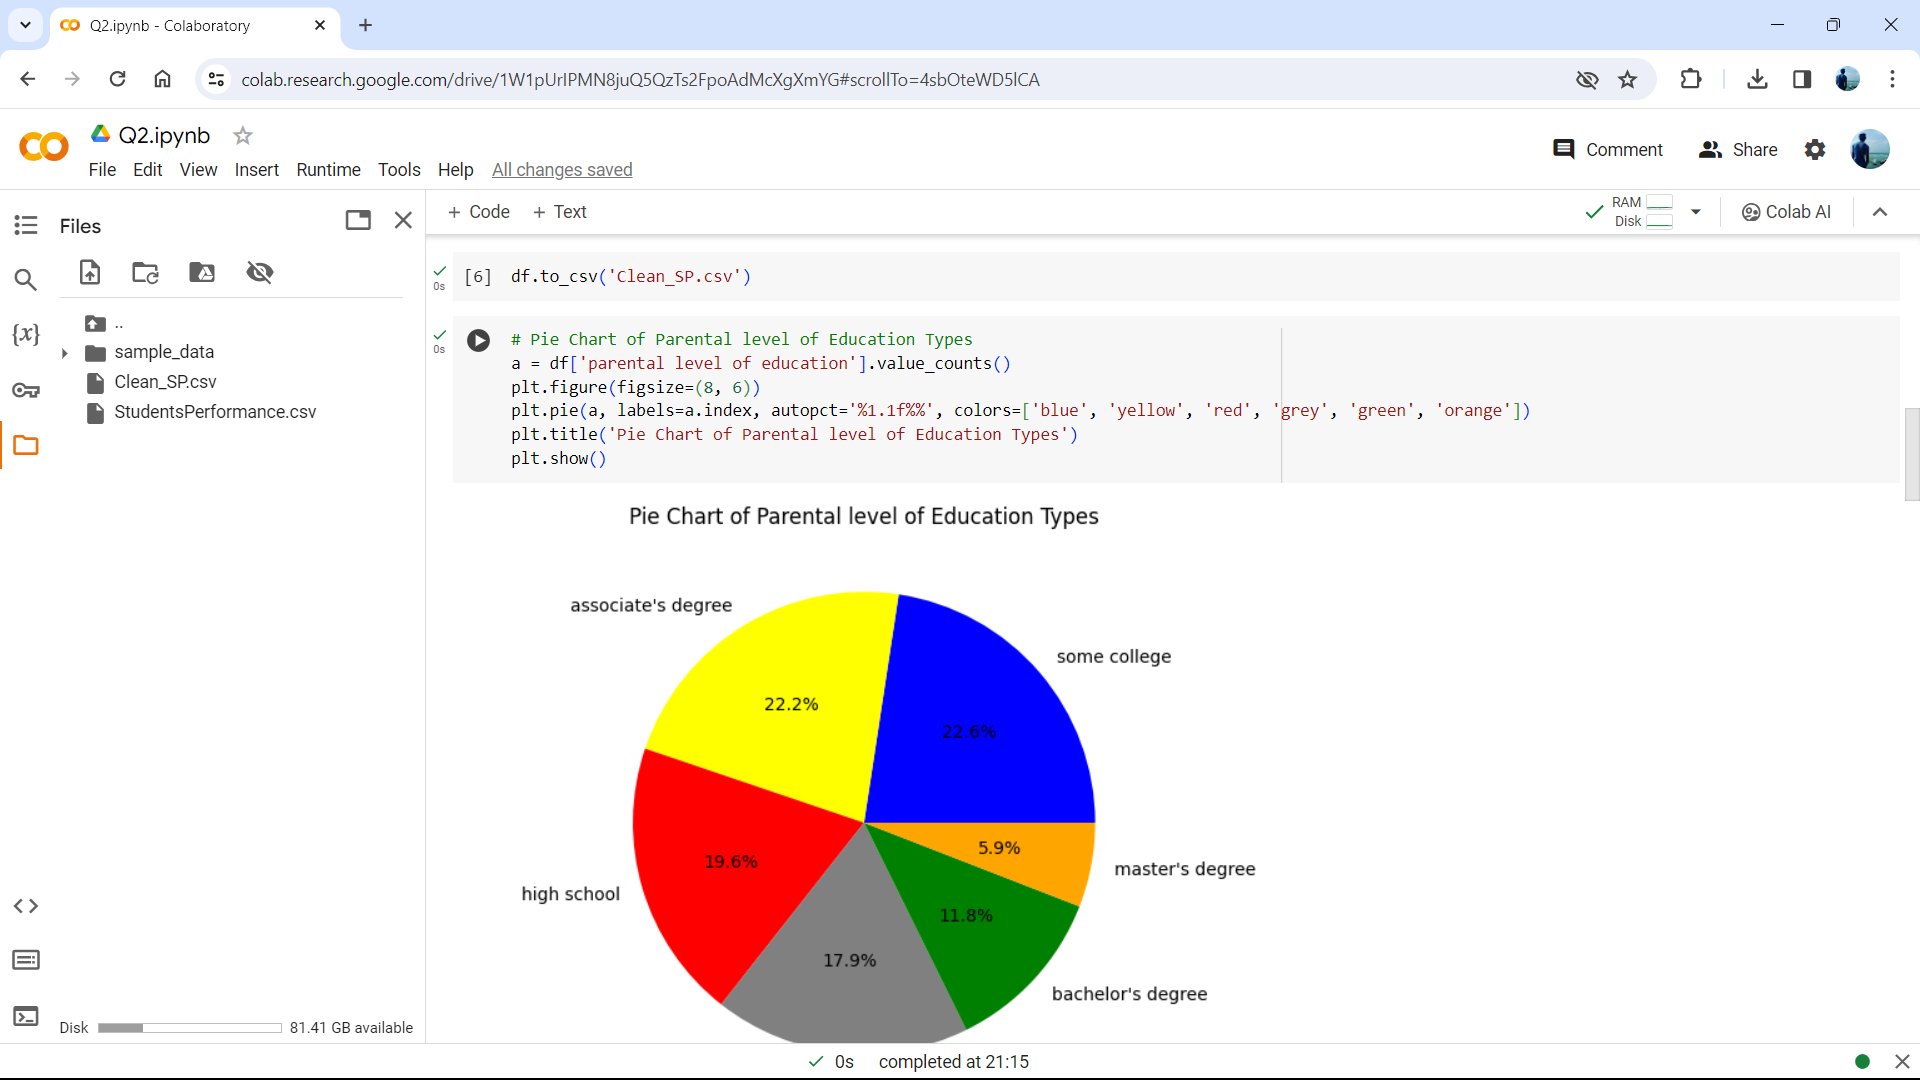 Q2.ipynb - Colaboratory
colab.research.google.com/drive/1W1pUrIPMN8juQ5QzTs2FpoAdMcXgXmYG#scrollTo=4sbOteWD5lCA
Q2.ipynb
File Edit View Insert Runtime Tools Help All changes saved
Comment Share
Files
+ Code + Text
RAM
Disk
Colab AI
..
sample_data
Clean_SP.csv
StudentsPerformance.csv
{x}
Disk 81.41 GB available
0s
[6] df.to_csv('Clean_SP.csv')
0s
# Pie Chart of Parental level of Education Types
a = df['parental level of education'].value_counts()
plt.figure(figsize=(8, 6))
plt.pie(a, labels=a.index, autopct='%1.1f%%', colors=['blue', 'yellow', 'red', 'grey', 'green', 'orange'])
plt.title('Pie Chart of Parental level of Education Types')
plt.show()
Pie Chart of Parental level of Education Types
associate's degree
some college
22.2%
22.6%
19.6%
5.9%
master's degree
high school
11.8%
17.9%
bachelor's degree
0s completed at 21:15